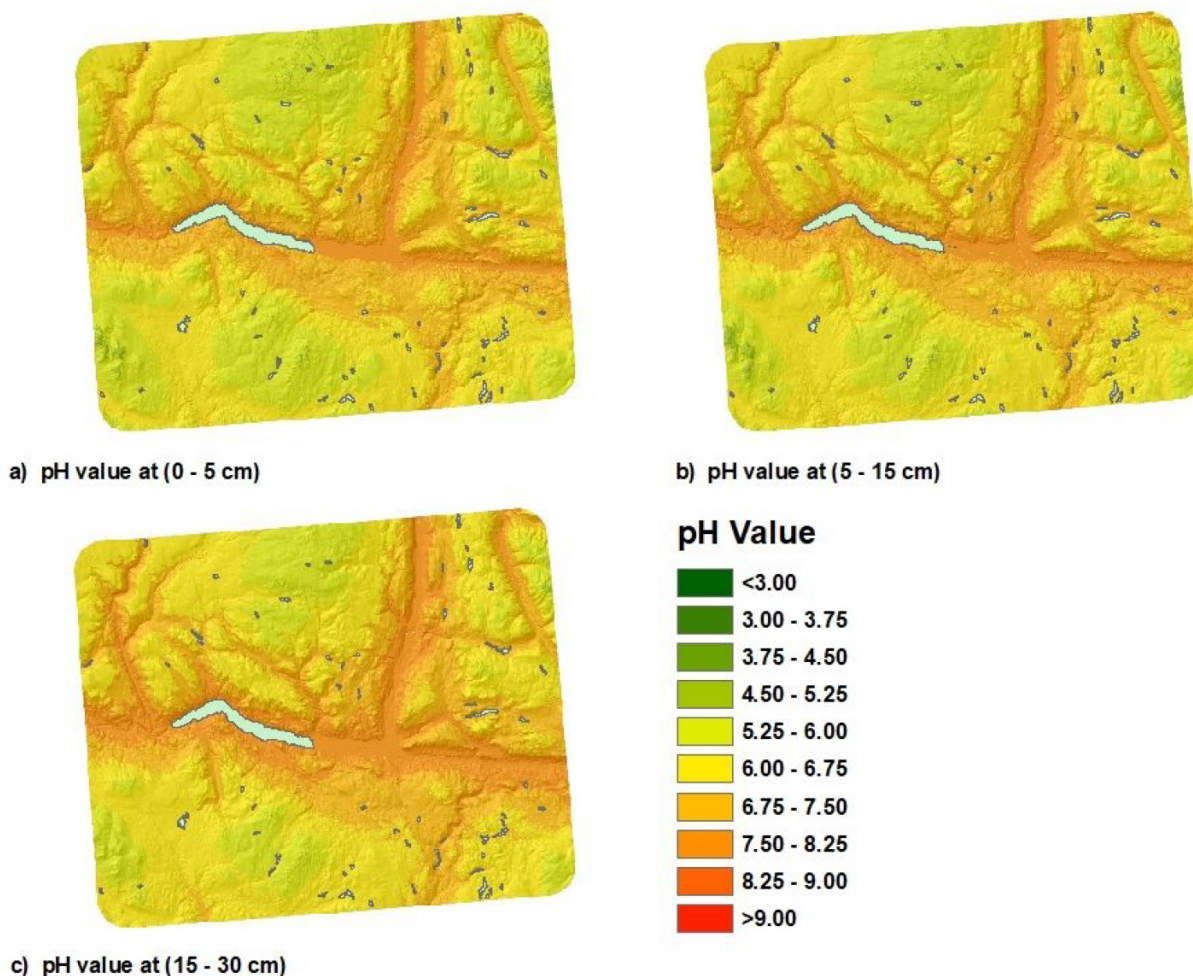 a) pH value at (0 - 5 cm)
b) pH value at (5 - 15 cm)
pH Value
<3.00
3.00 - 3.75
3.75 - 4.50
4.50 - 5.25
5.25 - 6.00
6.00 - 6.75
6.75 - 7.50
7.50 - 8.25
8.25 - 9.00
>9.00
c) pH value at (15 - 30 cm)